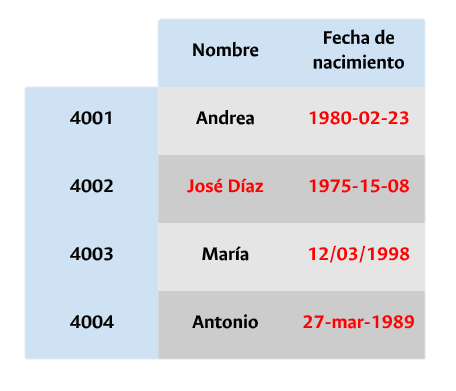 Nombre Fecha de
nacimiento
4001 Andrea 1980-02-23
4002 José Díaz 1975-15-08
4003 María 12/03/1998
4004 Antonio 27-mar-1989